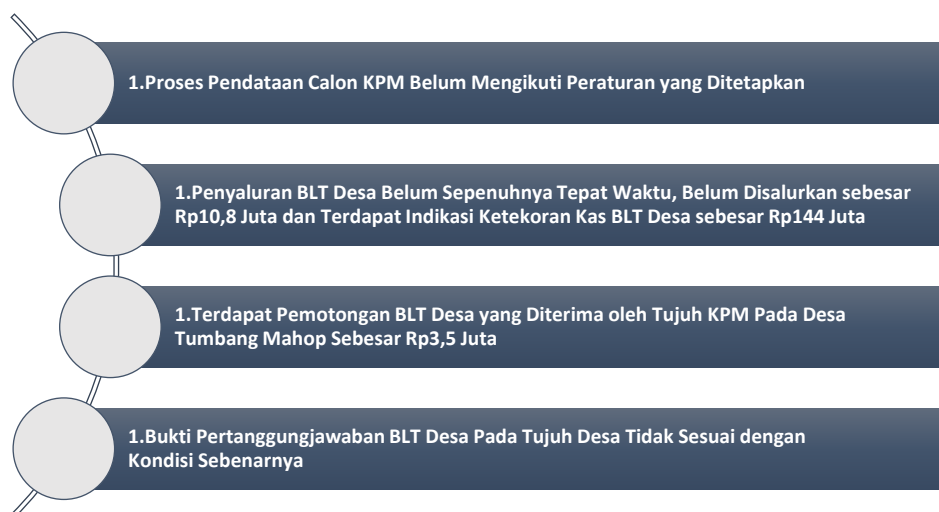 1.Proses Pendataan Calon KPM Belum Mengikuti Peraturan yang Ditetapkan
1.Penyaluran BLT Desa Belum Sepenuhnya Tepat Waktu, Belum Disalurkan sebesar
Rp10,8 Juta dan Terdapat Indikasi Ketekoran Kas BLT Desa sebesar Rp144 Juta
1.Terdapat Pemotongan BLT Desa yang Diterima oleh Tujuh KPM Pada Desa
Tumbang Mahop Sebesar Rp3,5 Juta
1.Bukti Pertanggungjawaban BLT Desa Pada Tujuh Desa Tidak Sesuai dengan
Kondisi Sebenarnya